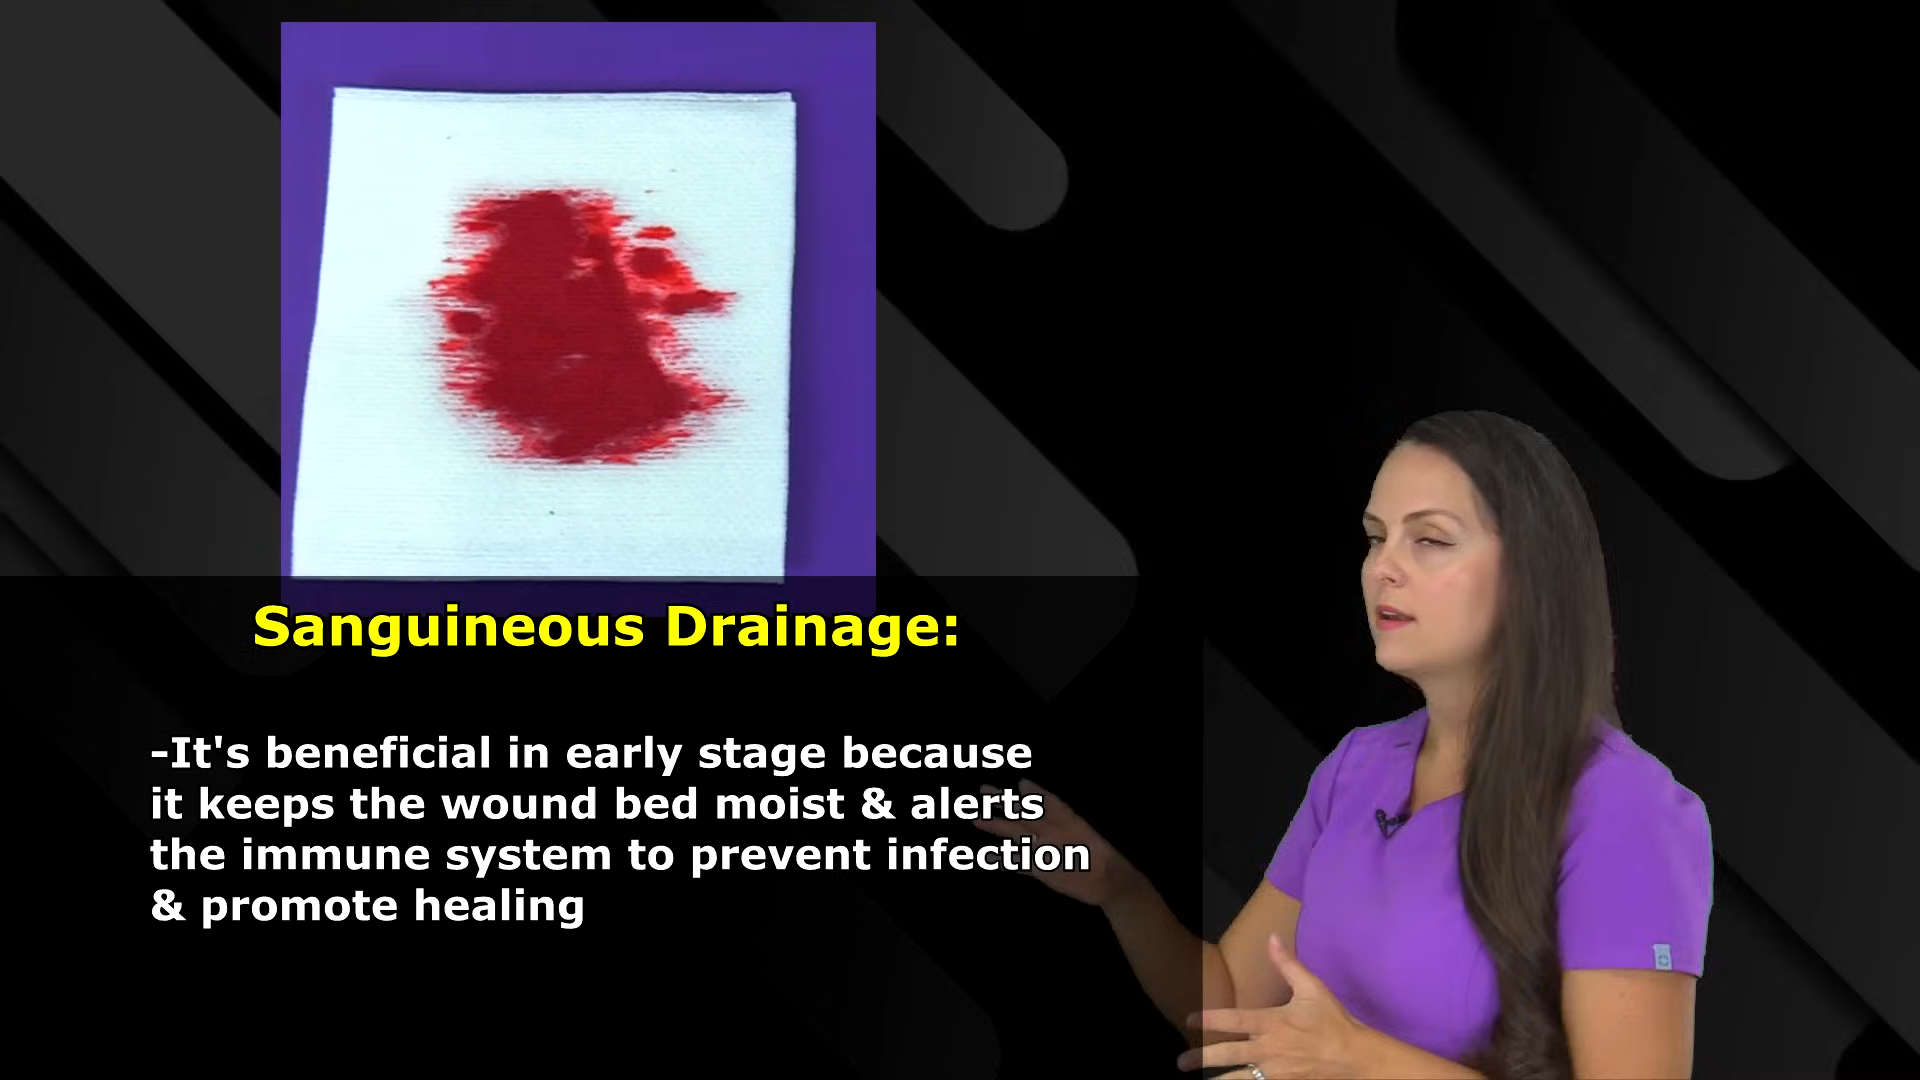 Sanguineous Drainage:
-It's beneficial in early stage because
it keeps the wound bed moist & alerts
the immune system to prevent infection
& promote healing